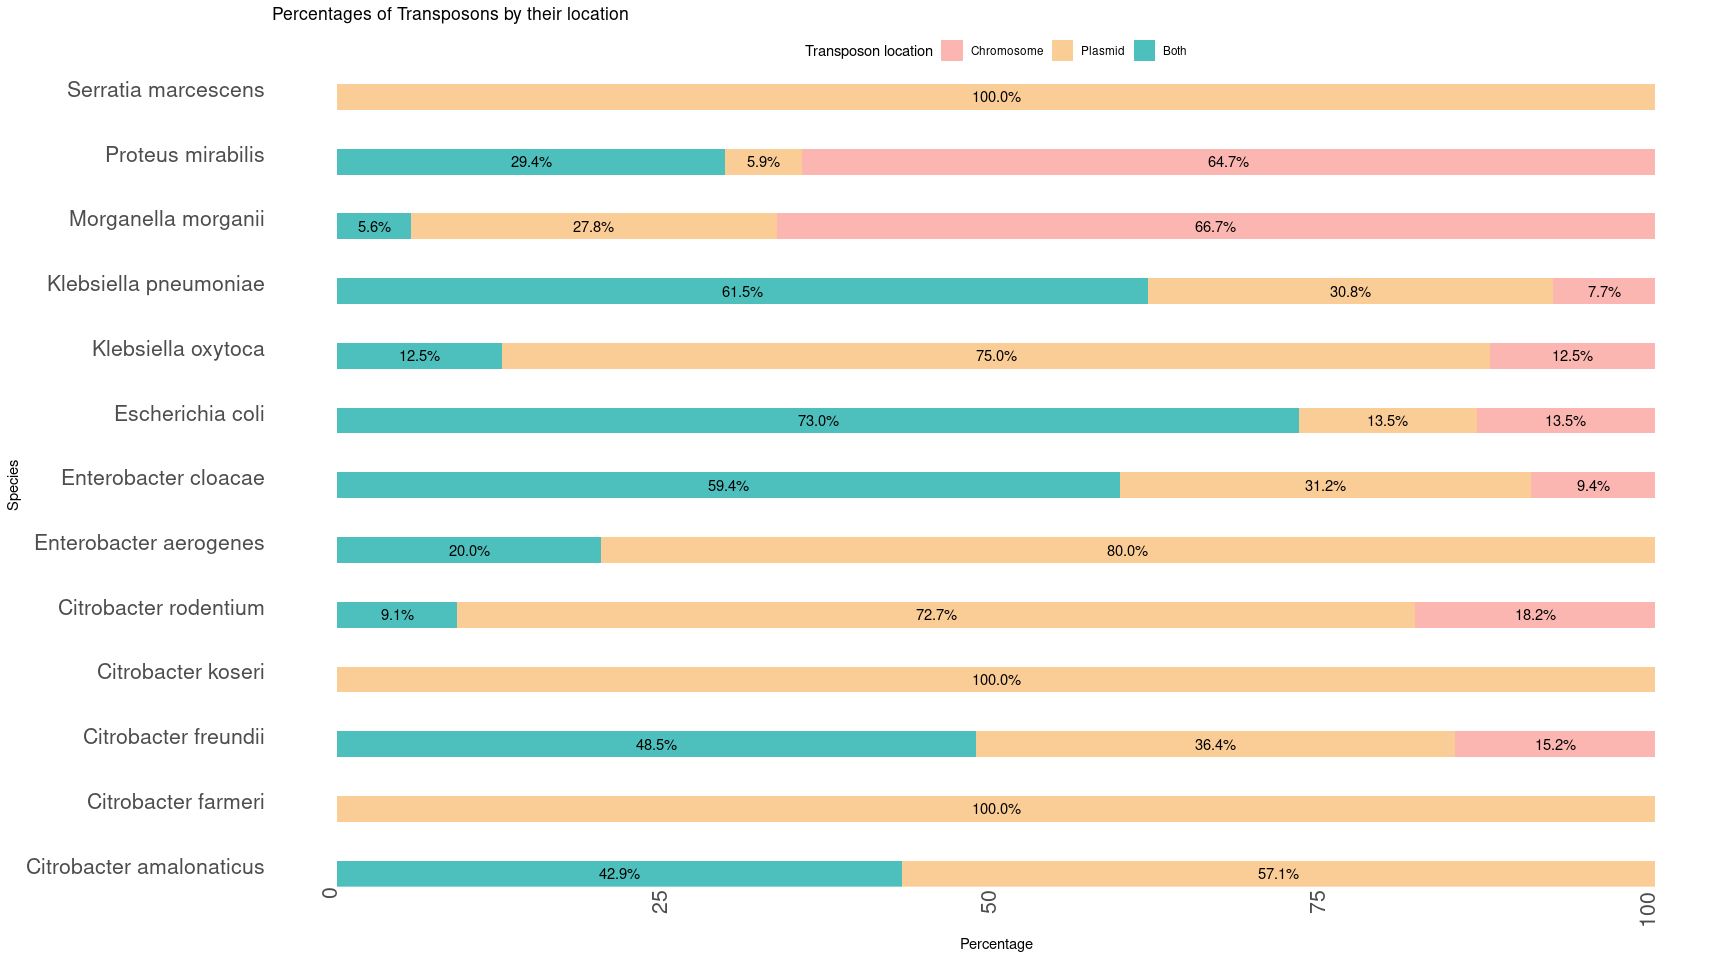 Percentages of Transposons by their location
Transposon location Chromosome Plasmid Both
Serratia marcescens 100.0%
Proteus mirabilis 29.4% 5.9% 64.7%
Morganella morganii 5.6% 27.8% 66.7%
Klebsiella pneumoniae 61.5% 30.8% 7.7%
Klebsiella oxytoca 12.5% 75.0% 12.5%
Escherichia coli 73.0% 13.5% 13.5%
Enterobacter cloacae 59.4% 31.2% 9.4%
Enterobacter aerogenes 20.0% 80.0%
Citrobacter rodentium 9.1% 72.7% 18.2%
Citrobacter koseri 100.0%
Citrobacter freundii 48.5% 36.4% 15.2%
Citrobacter farmeri 100.0%
Citrobacter amalonaticus 42.9% 57.1%
0 25 50 75 100
Percentage
Species